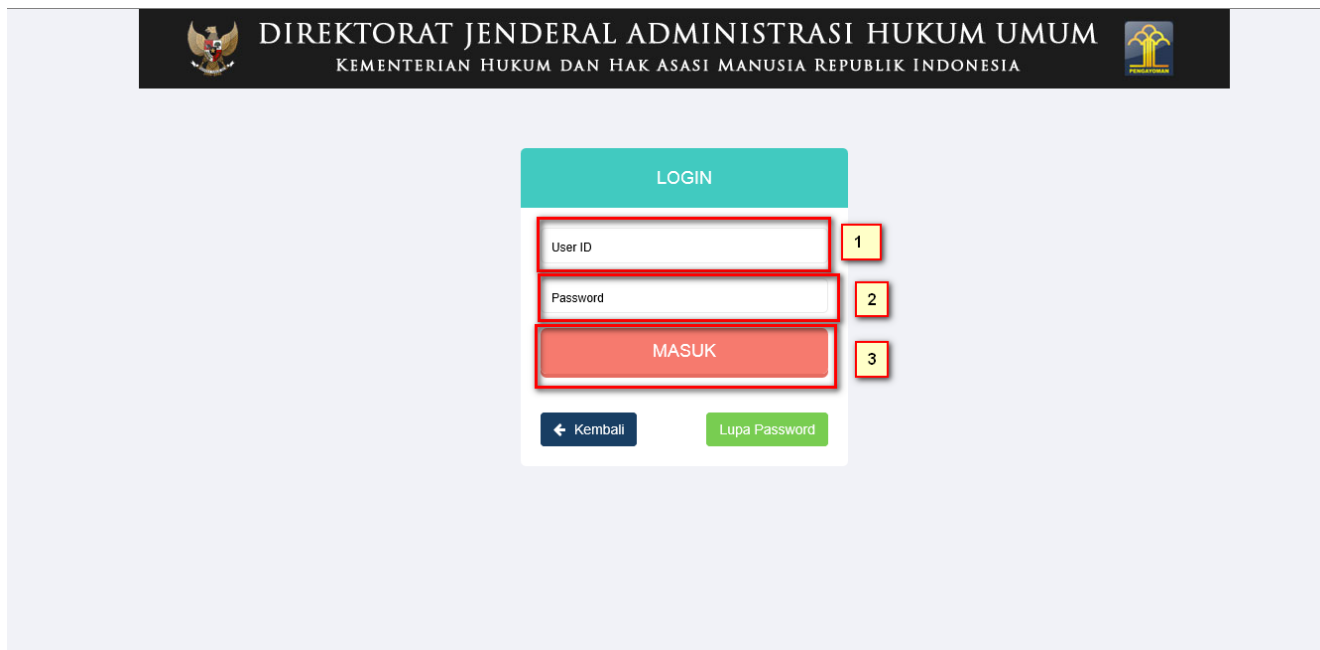 DIREKTORAT JENDERAL ADMINISTRASI HUKUM UMUM
KEMENTERIAN HUKUM DAN HAK ASASI MANUSIA REPUBLIK INDONESIA
PENGAYOMAN
LOGIN
User ID
1
Password
2
MASUK
3
Kembali
Lupa Password